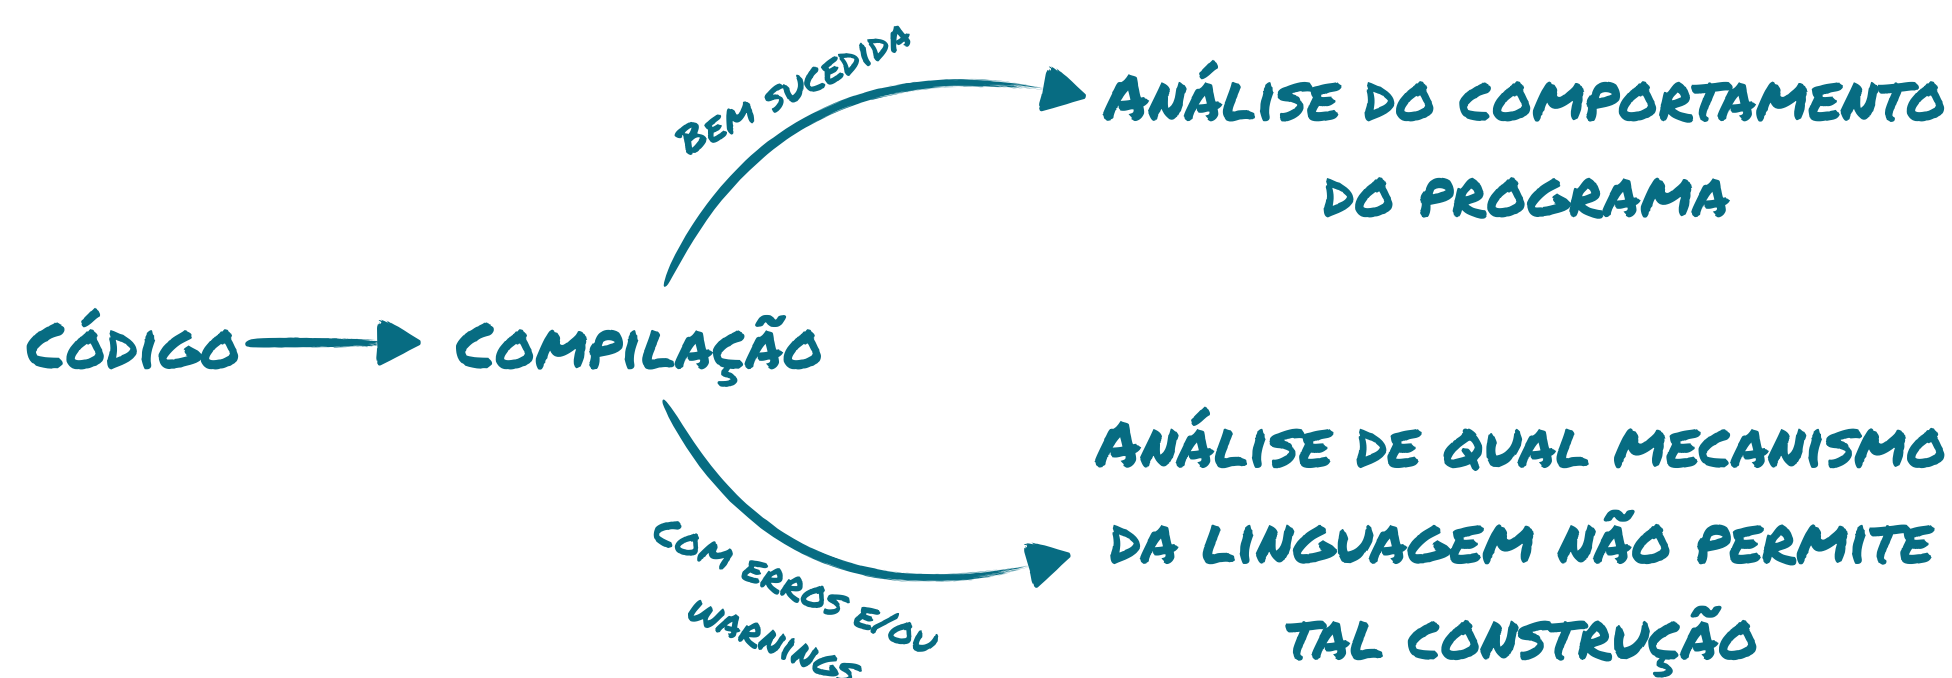 Bem sucedida
Análise do comportamento
do programa
Código
Compilação
Análise de qual mecanismo
da linguagem não permite
tal construção
Com erros e/ou
warnings